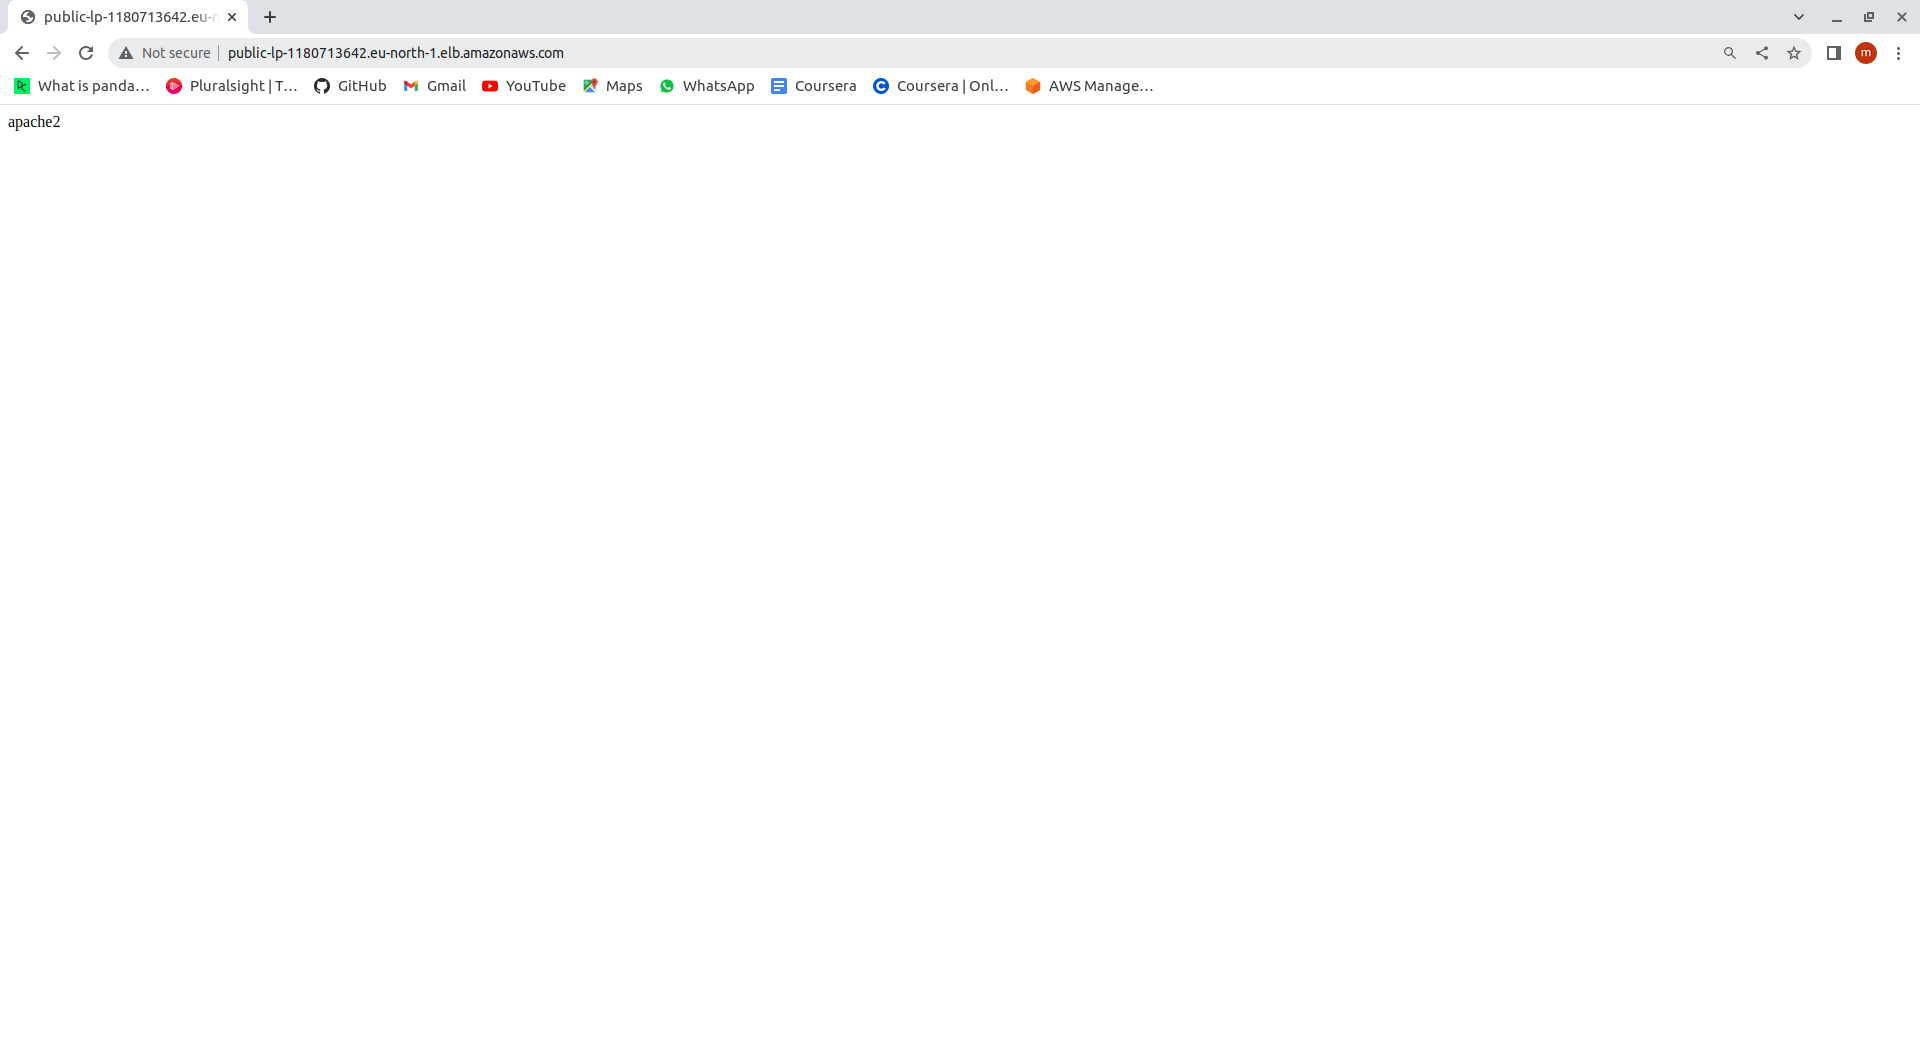 public-lp-1180713642.eu-n
Not secure public-lp-1180713642.eu-north-1.elb.amazonaws.com m
What is panda… Pluralsight | T… GitHub Gmail YouTube Maps WhatsApp Coursera Coursera | Onl… AWS Manage…
apache2